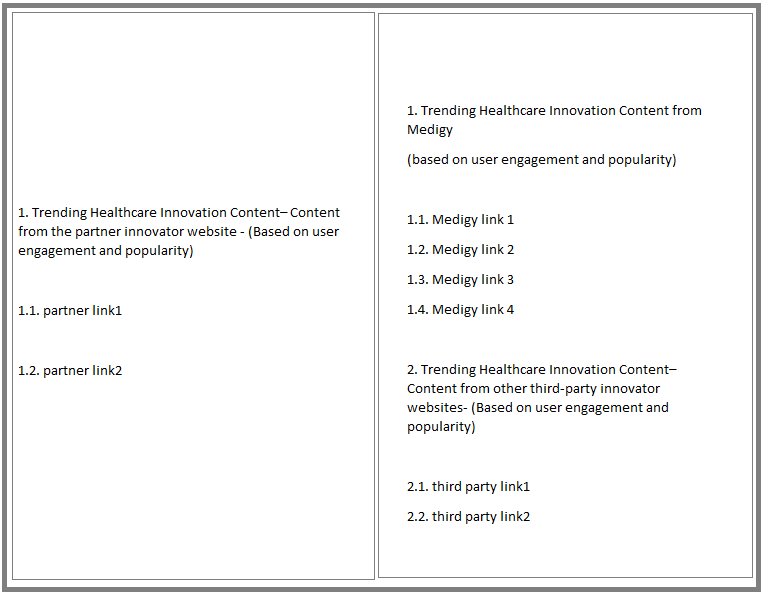 1. Trending Healthcare Innovation Content– Content
from the partner innovator website - (Based on user
engagement and popularity)
1.1. partner link1
1.2. partner link2
1. Trending Healthcare Innovation Content from
Medigy
(based on user engagement and popularity)
1.1. Medigy link 1
1.2. Medigy link 2
1.3. Medigy link 3
1.4. Medigy link 4
2. Trending Healthcare Innovation Content–
Content from other third-party innovator
websites- (Based on user engagement and
popularity)
2.1. third party link1
2.2. third party link2